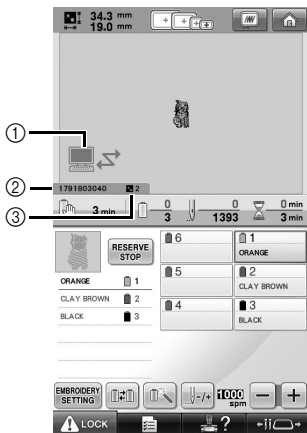 34.3 mm
19.0 mm
1
2
1791803040 2
3
3 min 0 0 0 min
3 1393 3 min
RESERVE STOP
6 1
ORANGE
ORANGE 1
5 2
CLAY BROWN
CLAY BROWN 2
4 3
BLACK
BLACK 3
EMBROIDERY SETTING
-/+ 1000 spm - +
LOCK ?